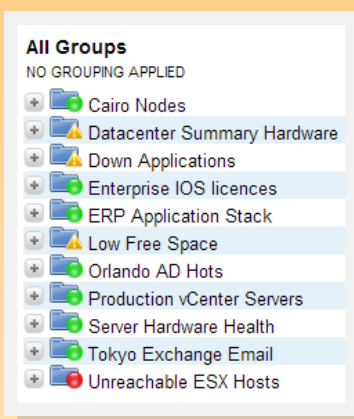 All Groups
NO GROUPING APPLIED
Cairo Nodes
Datacenter Summary Hardware
Down Applications
Enterprise IOS licences
ERP Application Stack
Low Free Space
Orlando AD Hots
Production vCenter Servers
Server Hardware Health
Tokyo Exchange Email
Unreachable ESX Hosts